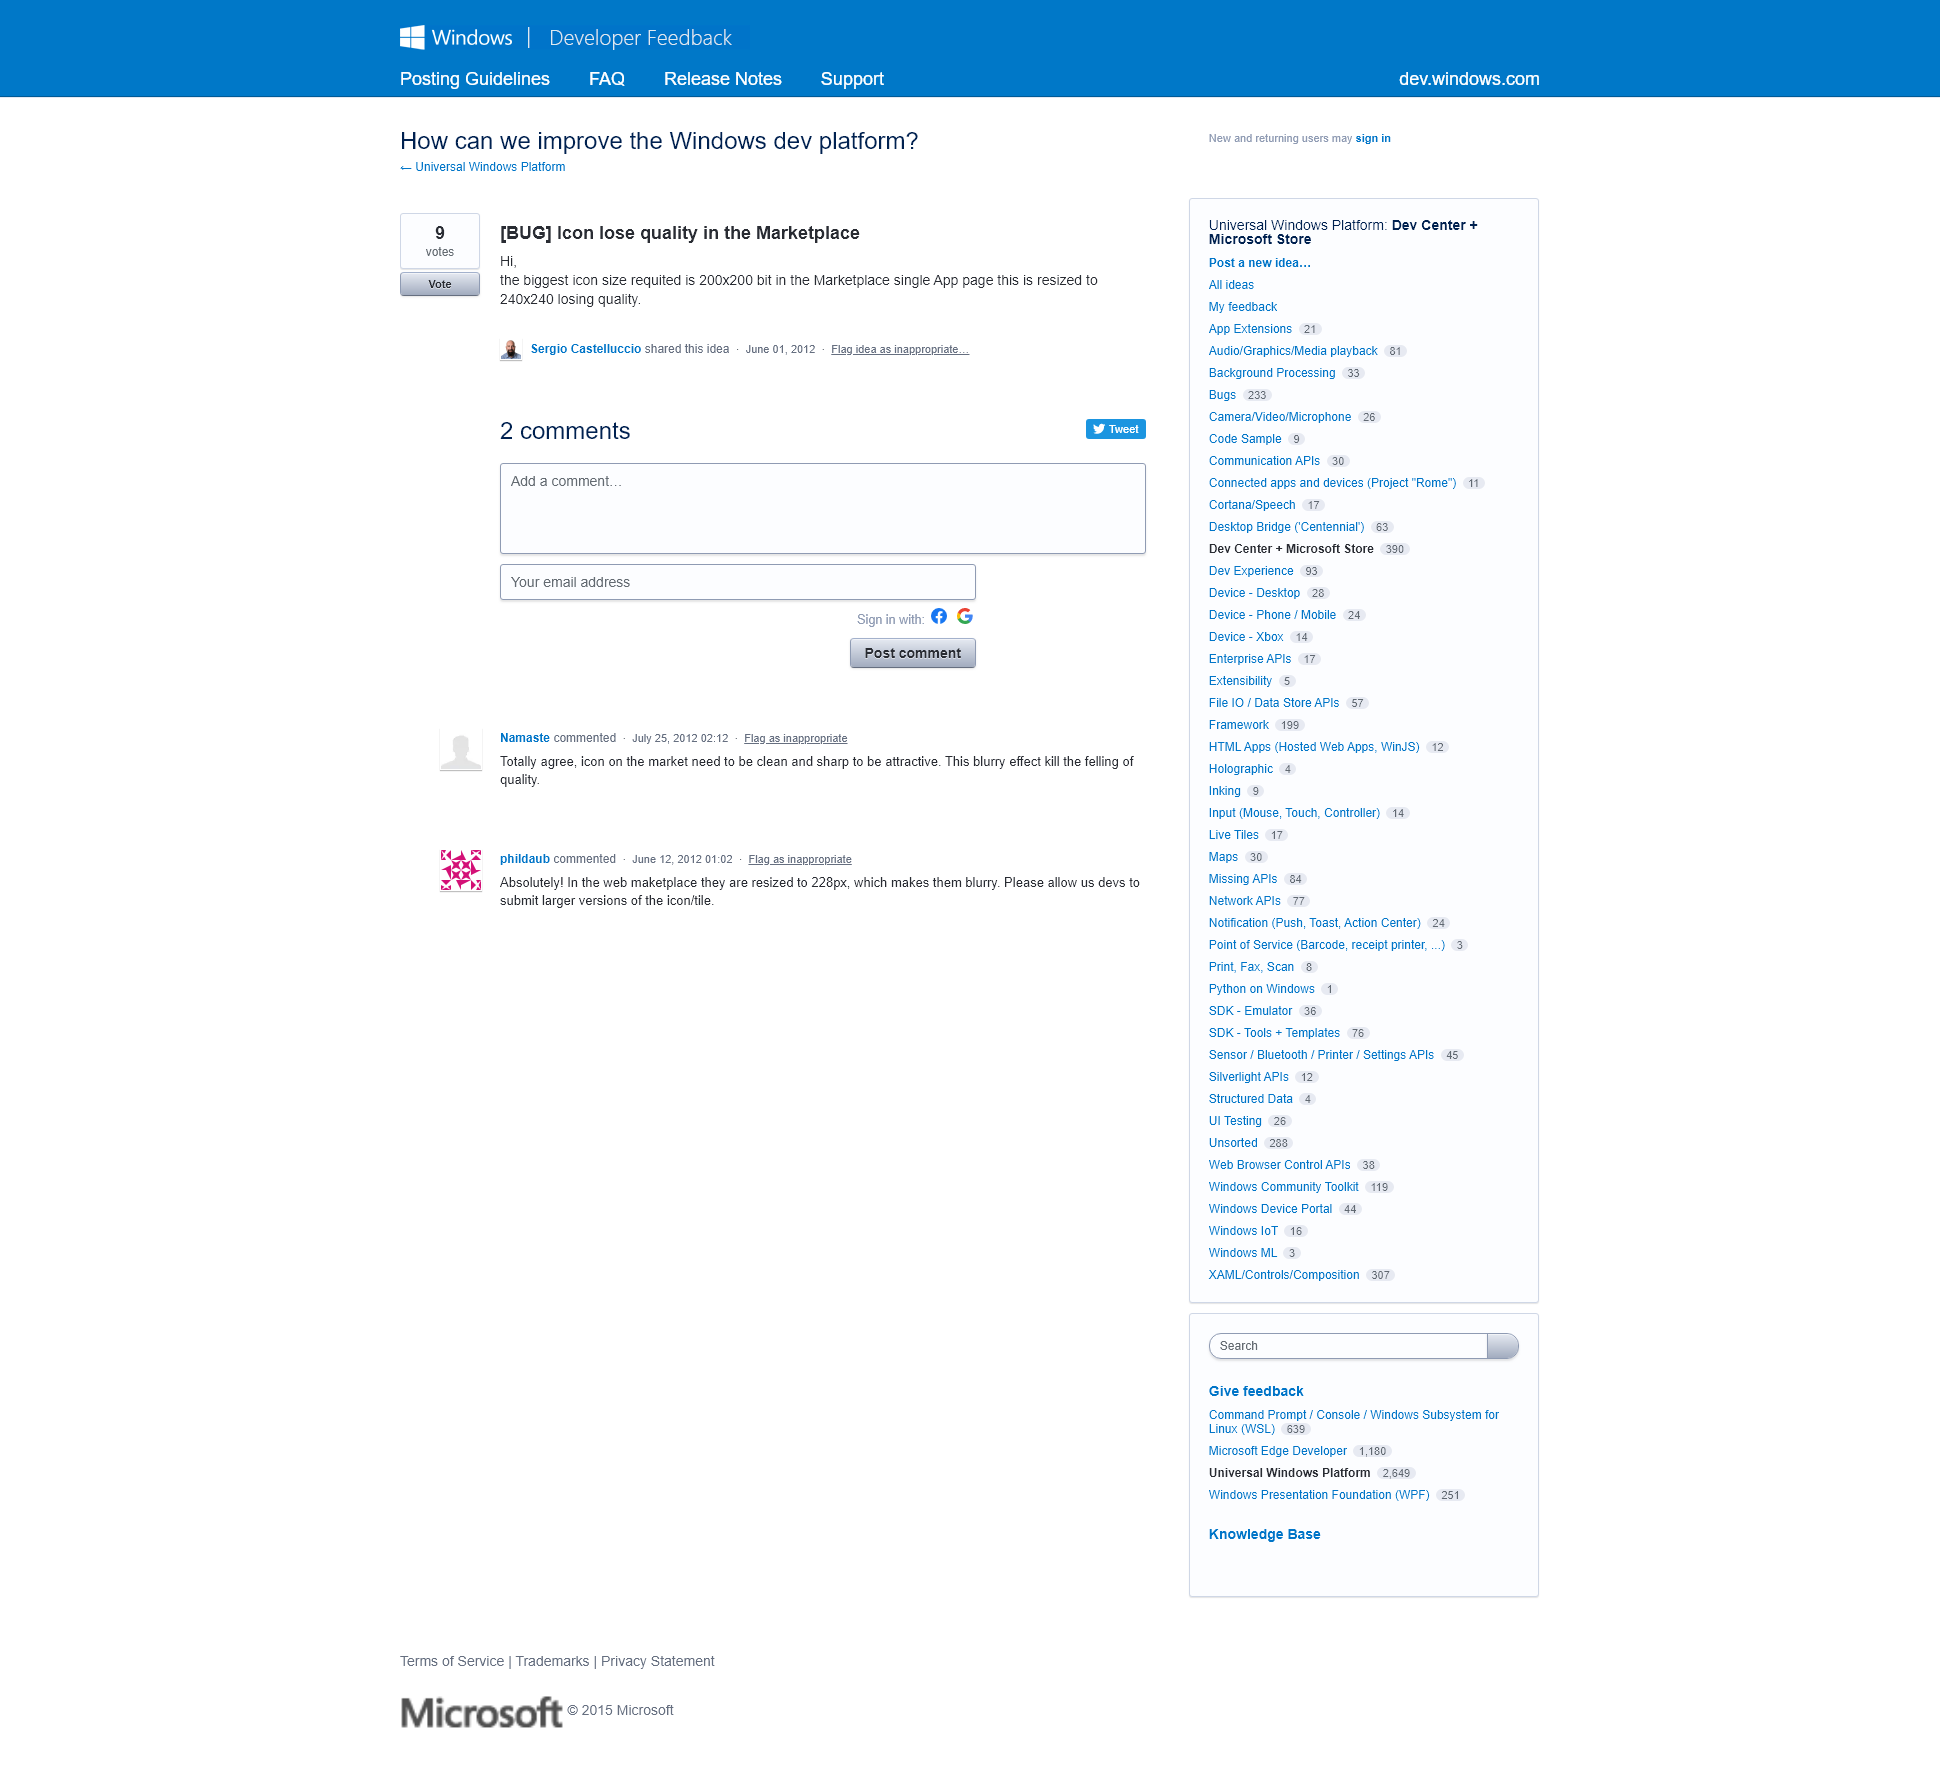 Windows | Developer Feedback
Posting Guidelines FAQ Release Notes Support dev.windows.com
How can we improve the Windows dev platform?
← Universal Windows Platform
New and returning users may sign in
9
votes
Vote
[BUG] Icon lose quality in the Marketplace
Hi,
the biggest icon size requited is 200x200 bit in the Marketplace single App page this is resized to
240x240 losing quality.
Sergio Castelluccio shared this idea · June 01, 2012 · Flag idea as inappropriate…
2 comments
Tweet
Add a comment…
Your email address
Sign in with:
Post comment
Namaste commented · July 25, 2012 02:12 · Flag as inappropriate
Totally agree, icon on the market need to be clean and sharp to be attractive. This blurry effect kill the felling of
quality.
phildaub commented · June 12, 2012 01:02 · Flag as inappropriate
Absolutely! In the web maketplace they are resized to 228px, which makes them blurry. Please allow us devs to
submit larger versions of the icon/tile.
Universal Windows Platform: Dev Center +
Microsoft Store
Post a new idea…
All ideas
My feedback
App Extensions 21
Audio/Graphics/Media playback 81
Background Processing 33
Bugs 233
Camera/Video/Microphone 26
Code Sample 9
Communication APIs 30
Connected apps and devices (Project "Rome") 11
Cortana/Speech 17
Desktop Bridge ('Centennial') 63
Dev Center + Microsoft Store 390
Dev Experience 93
Device - Desktop 28
Device - Phone / Mobile 24
Device - Xbox 14
Enterprise APIs 17
Extensibility 5
File IO / Data Store APIs 57
Framework 199
HTML Apps (Hosted Web Apps, WinJS) 12
Holographic 4
Inking 9
Input (Mouse, Touch, Controller) 14
Live Tiles 17
Maps 30
Missing APIs 84
Network APIs 77
Notification (Push, Toast, Action Center) 24
Point of Service (Barcode, receipt printer, ...) 3
Print, Fax, Scan 8
Python on Windows 1
SDK - Emulator 36
SDK - Tools + Templates 76
Sensor / Bluetooth / Printer / Settings APIs 45
Silverlight APIs 12
Structured Data 4
UI Testing 26
Unsorted 288
Web Browser Control APIs 38
Windows Community Toolkit 119
Windows Device Portal 44
Windows IoT 16
Windows ML 3
XAML/Controls/Composition 307
Search
Give feedback
Command Prompt / Console / Windows Subsystem for
Linux (WSL) 639
Microsoft Edge Developer 1,180
Universal Windows Platform 2,649
Windows Presentation Foundation (WPF) 251
Knowledge Base
Terms of Service | Trademarks | Privacy Statement
Microsoft © 2015 Microsoft